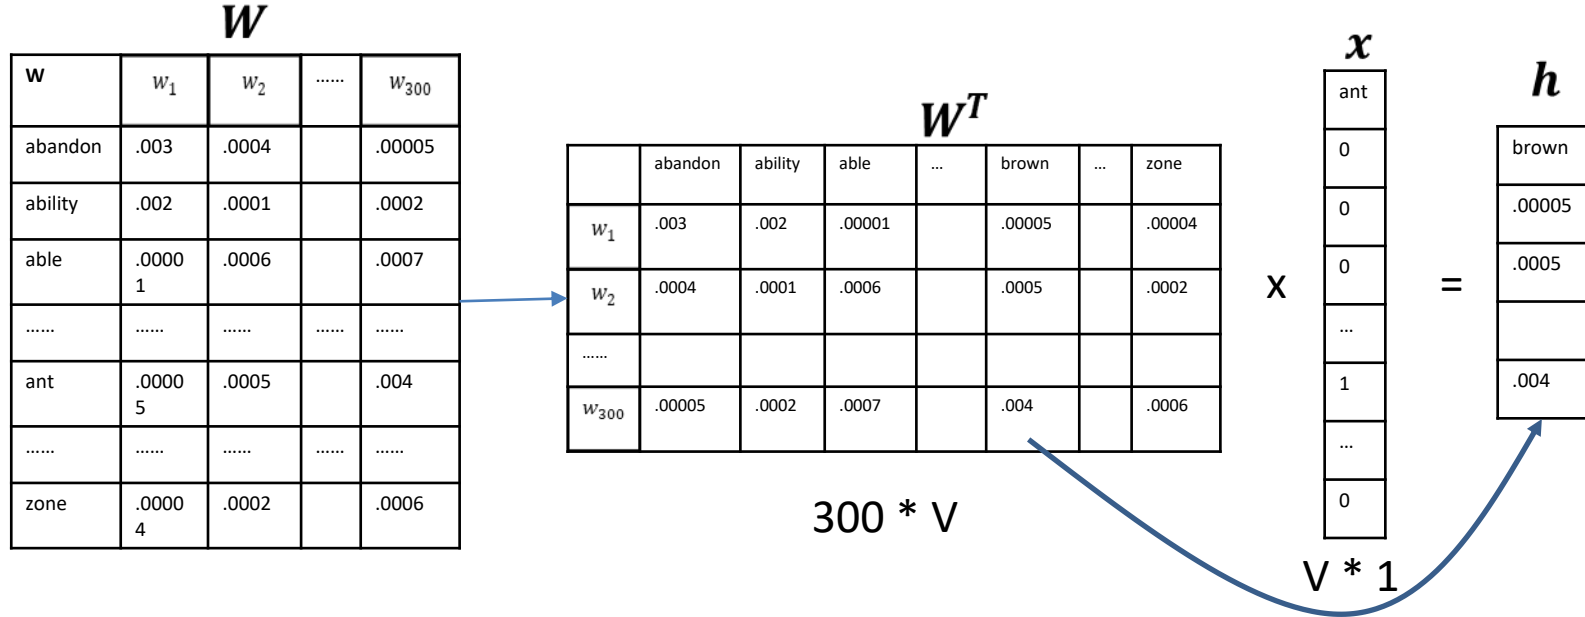 W
W w₁ w₂ ...... w₃₀₀
abandon .003 .0004 .00005
ability .002 .0001 .0002
able .0000 .0006 .0007
1
...... ...... ...... ...... ......
ant .0000 .0005 .004
5
...... ...... ...... ...... ......
zone .0000 .0002 .0006
4
Wᵀ
abandon ability able ... brown ... zone
w₁ .003 .002 .00001 .00005 .00004
w₂ .0004 .0001 .0006 .0005 .0002
......
w₃₀₀ .00005 .0002 .0007 .004 .0006
300 * V
x
x
ant
0
0
0
...
1
...
0
V * 1
=
h
brown
.00005
.0005
.004